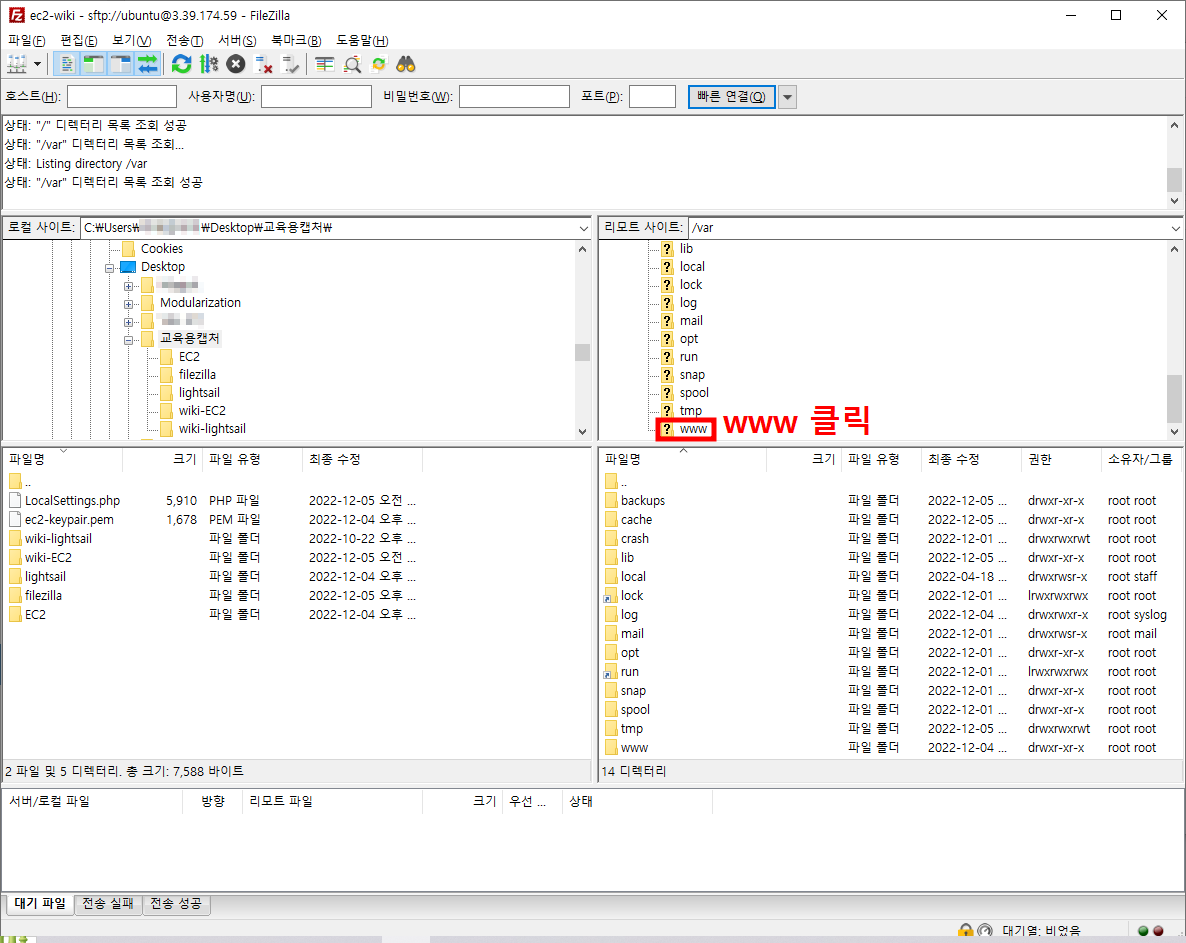 ec2-wiki - sftp://ubuntu@3.39.174.59 - FileZilla
파일(F) 편집(E) 보기(V) 전송(T) 서버(S) 북마크(B) 도움말(H)
호스트(H): 사용자명(U): 비밀번호(W): 포트(P): 빠른 연결(Q)
상태: "/" 디렉터리 목록 조회 성공
상태: "/var" 디렉터리 목록 조회...
상태: Listing directory /var
상태: "/var" 디렉터리 목록 조회 성공
로컬 사이트: C:₩Users₩ ₩Desktop₩교육용캡처₩
Cookies
Desktop
Modularization
교육용캡처
EC2
filezilla
lightsail
wiki-EC2
wiki-lightsail
리모트 사이트: /var
lib
local
lock
log
mail
opt
run
snap
spool
tmp
www
www 클릭
파일명 크기 파일 유형 최종 수정
..
LocalSettings.php 5,910 PHP 파일 2022-12-05 오전 ...
ec2-keypair.pem 1,678 PEM 파일 2022-12-04 오후 ...
wiki-lightsail 파일 폴더 2022-10-22 오후 ...
wiki-EC2 파일 폴더 2022-12-05 오전 ...
lightsail 파일 폴더 2022-12-04 오후 ...
filezilla 파일 폴더 2022-12-05 오후 ...
EC2 파일 폴더 2022-12-04 오후 ...
2 파일 및 5 디렉터리. 총 크기: 7,588 바이트
파일명 크기 파일 유형 최종 수정 권한 소유자/그룹
..
backups 파일 폴더 2022-12-05 ... drwxr-xr-x root root
cache 파일 폴더 2022-12-05 ... drwxr-xr-x root root
crash 파일 폴더 2022-12-01 ... drwxrwxrwt root root
lib 파일 폴더 2022-12-05 ... drwxr-xr-x root root
local 파일 폴더 2022-04-18 ... drwxrwsr-x root staff
lock 파일 폴더 2022-12-01 ... lrwxrwxrwx root root
log 파일 폴더 2022-12-04 ... drwxrwxr-x root syslog
mail 파일 폴더 2022-12-01 ... drwxrwsr-x root mail
opt 파일 폴더 2022-12-01 ... drwxr-xr-x root root
run 파일 폴더 2022-12-01 ... lrwxrwxrwx root root
snap 파일 폴더 2022-12-01 ... drwxr-xr-x root root
spool 파일 폴더 2022-12-01 ... drwxr-xr-x root root
tmp 파일 폴더 2022-12-05 ... drwxrwxrwt root root
www 파일 폴더 2022-12-04 ... drwxr-xr-x root root
14 디렉터리
서버/로컬 파일 방향 리모트 파일 크기 우선 ... 상태
대기 파일 전송 실패 전송 성공
대기열: 비었음